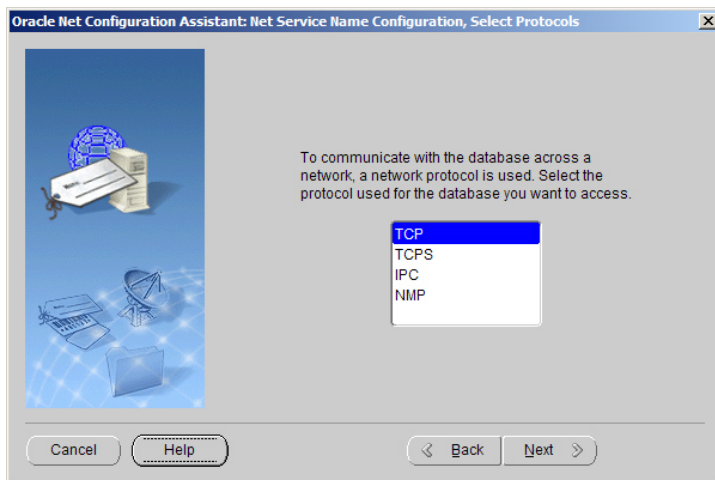 Oracle Net Configuration Assistant: Net Service Name Configuration, Select Protocols
To communicate with the database across a
network, a network protocol is used. Select the
protocol used for the database you want to access.
TCP
TCPS
IPC
NMP
Cancel
Help
Back
Next